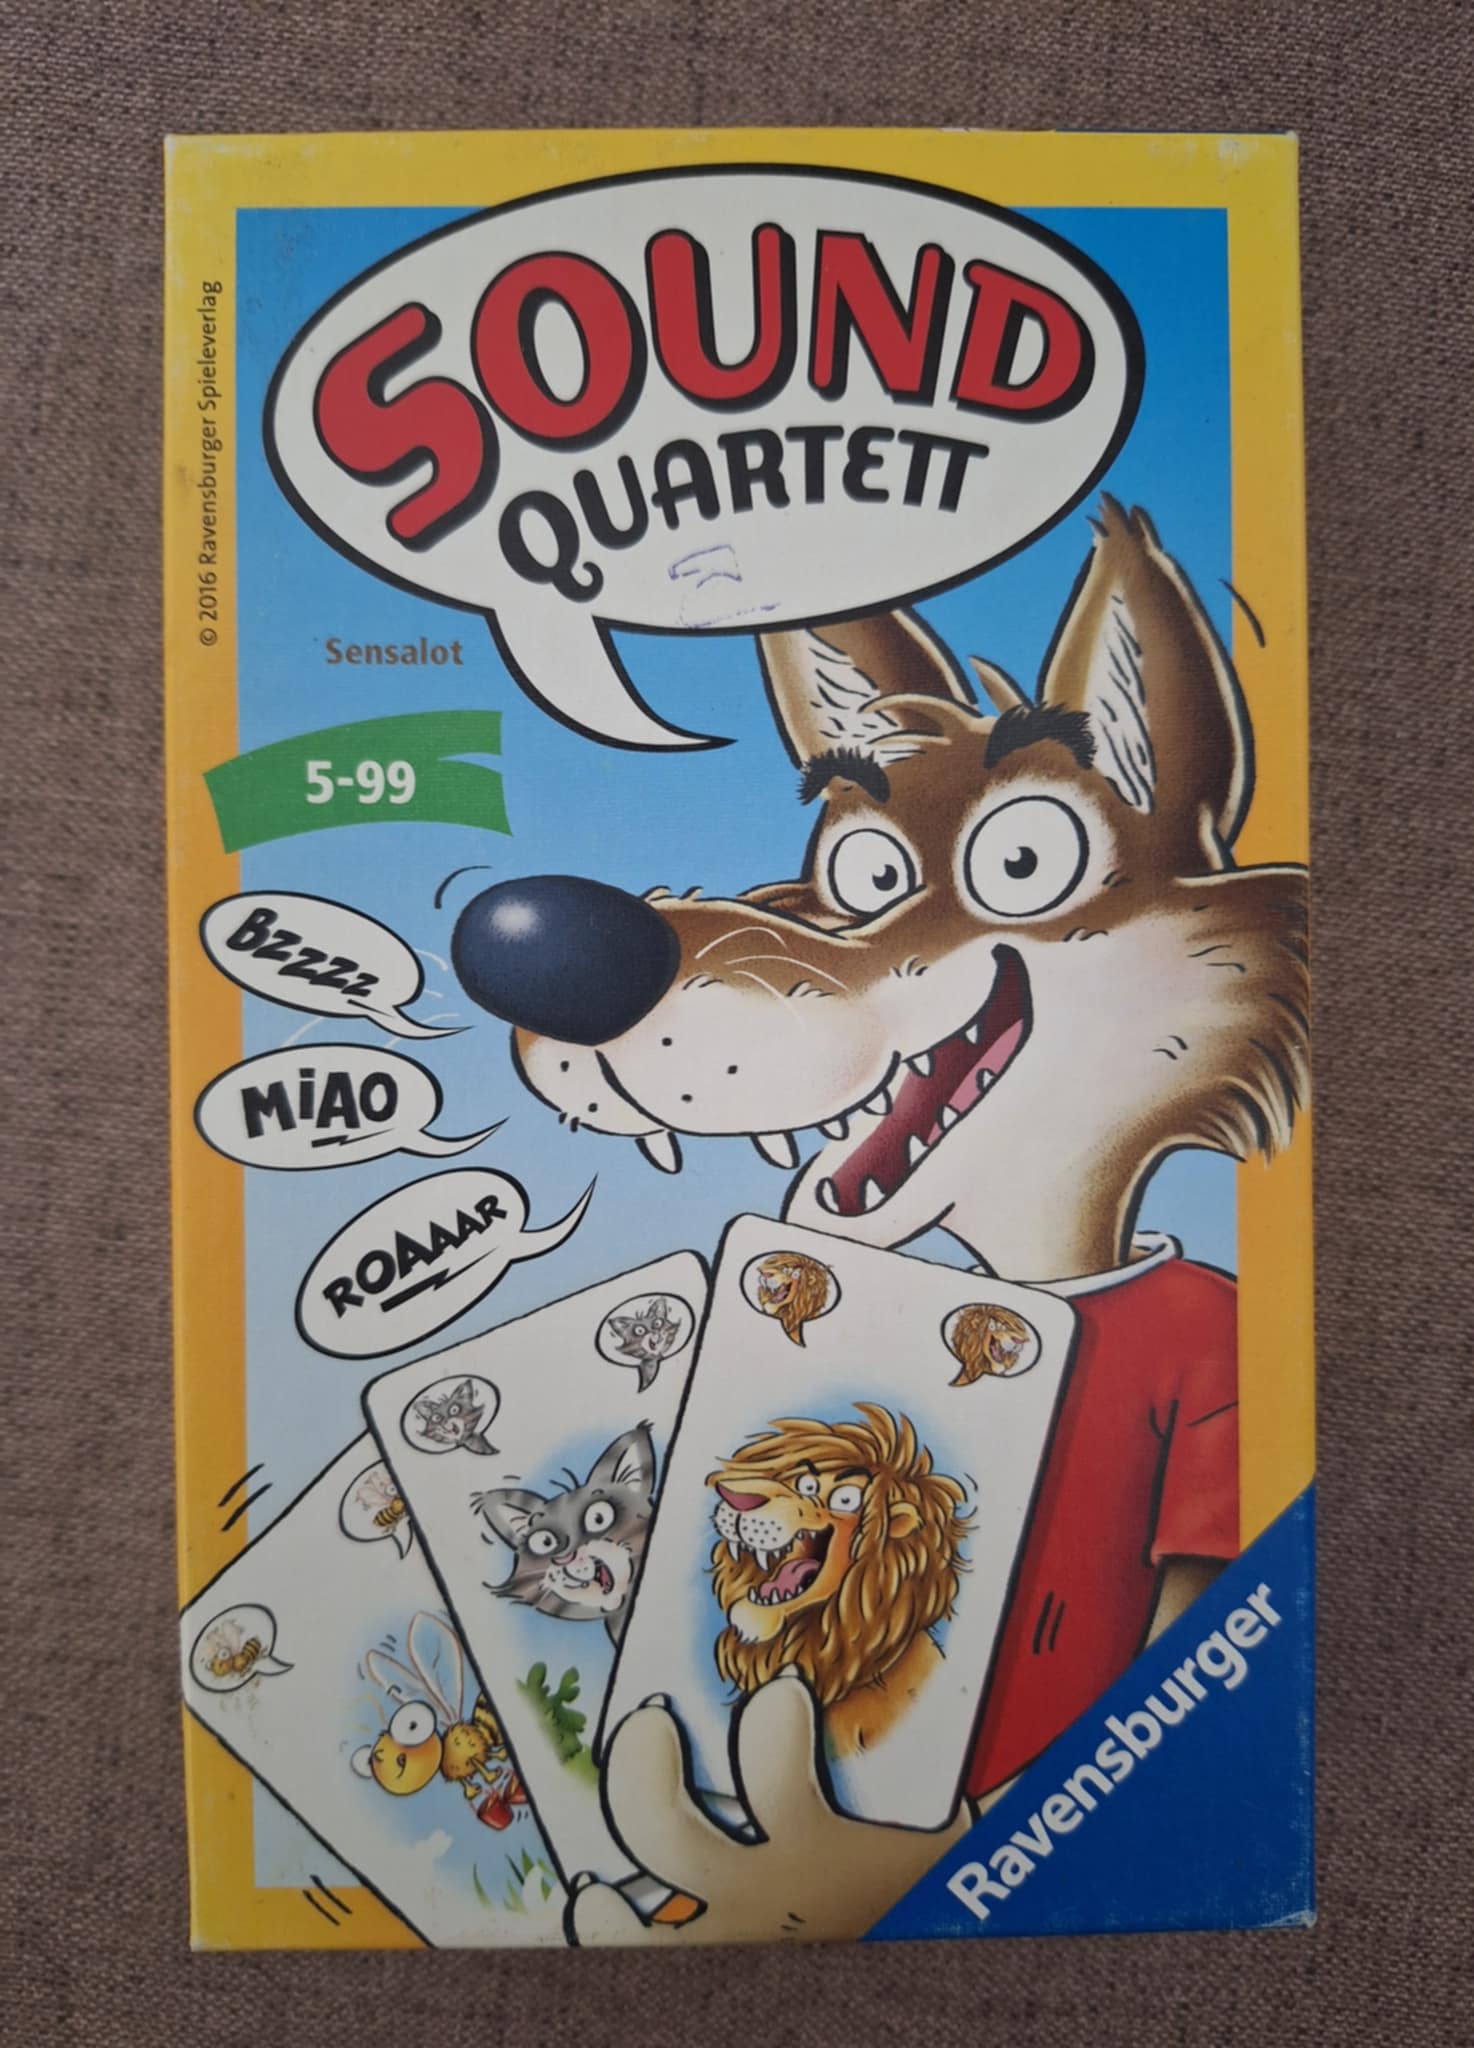 SOUND
QUARTETT
© 2016 Ravensburger Spieleverlag
Sensalot
5-99
BZZZZ
MiAO
ROAAAR
Ravensburger